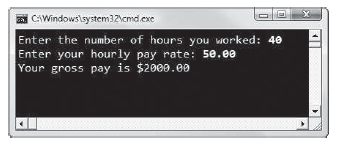 C:\Windows\system32\cmd.exe
Enter the number of hours you worked: 40
Enter your hourly pay rate: 50.00
Your gross pay is $2000.00